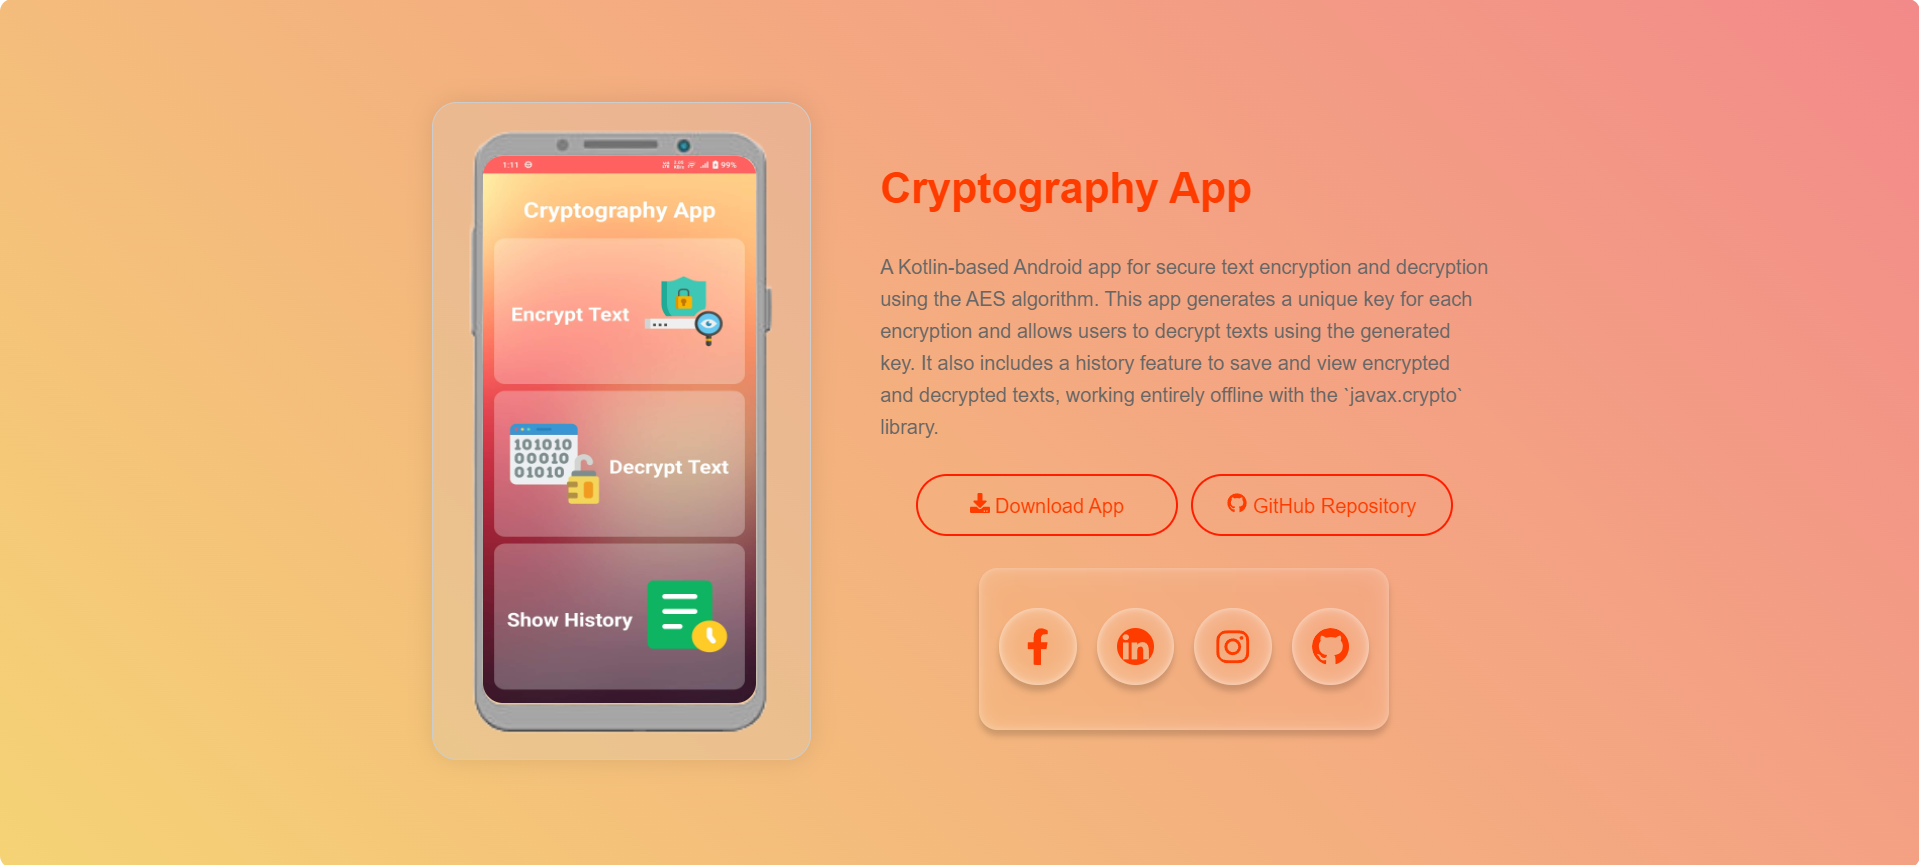 1:11
99%
Cryptography App
Encrypt Text
101010
00010
01010
Decrypt Text
Show History
Cryptography App
A Kotlin-based Android app for secure text encryption and decryption
using the AES algorithm. This app generates a unique key for each
encryption and allows users to decrypt texts using the generated
key. It also includes a history feature to save and view encrypted
and decrypted texts, working entirely offline with the `javax.crypto`
library.
Download App
GitHub Repository